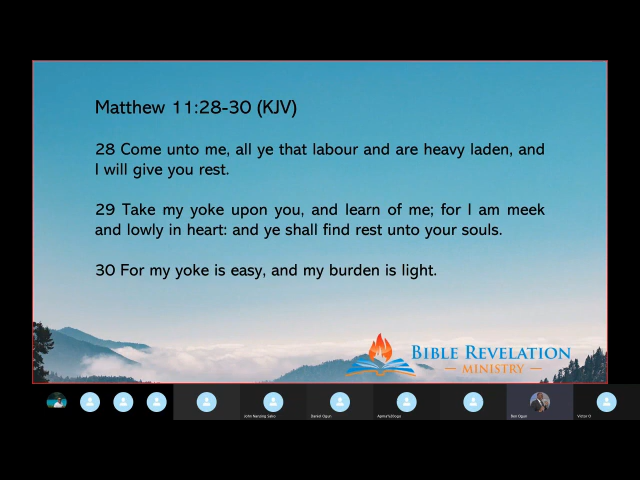 Matthew 11:28-30 (KJV)
28 Come unto me, all ye that labour and are heavy laden, and
I will give you rest.
29 Take my yoke upon you, and learn of me; for I am meek
and lowly in heart: and ye shall find rest unto your souls.
30 For my yoke is easy, and my burden is light.
BIBLE REVELATION
MINISTRY
Victor O